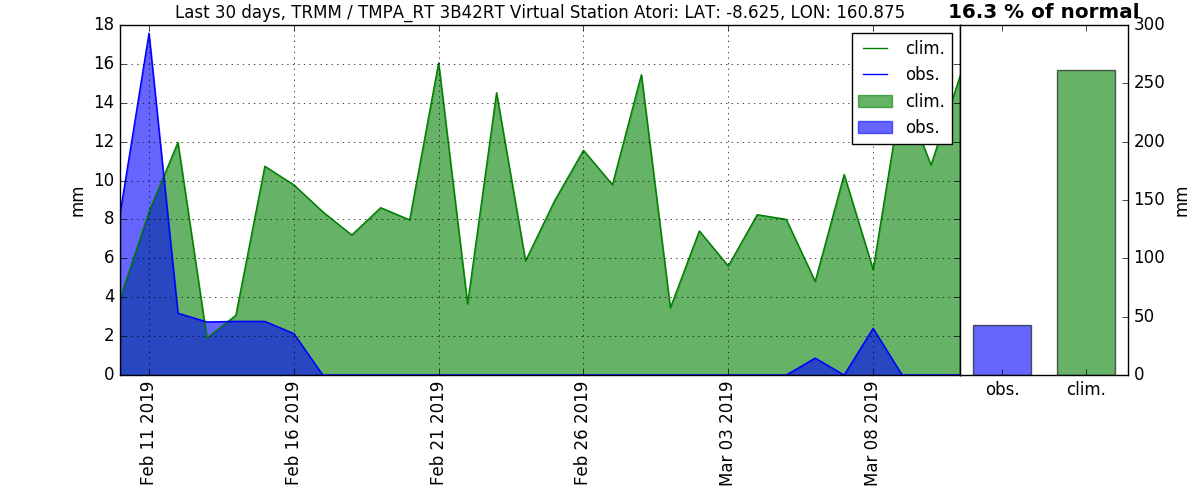 Last 30 days, TRMM / TMPA_RT 3B42RT Virtual Station Atori: LAT: -8.625, LON: 160.875
16.3 % of normal
18
16
14
12
10
8
6
4
2
0
mm
clim.
obs.
clim.
obs.
300
250
200
150
100
50
0
mm
Feb 11 2019
Feb 16 2019
Feb 21 2019
Feb 26 2019
Mar 03 2019
Mar 08 2019
obs.
clim.